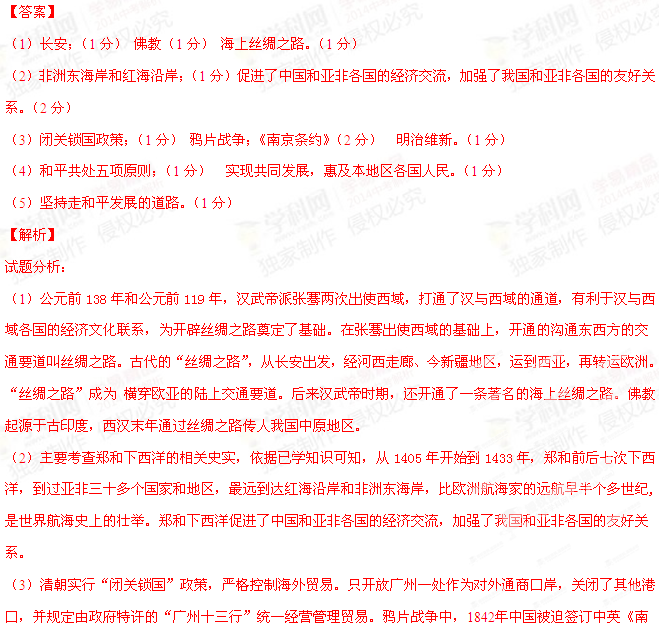 【答案】
（1）长安；（1 分） 佛教（1 分） 海上丝绸之路。（1 分）
（2）非洲东海岸和红海沿岸；（1 分）促进了中国和亚非各国的经济交流，加强了我国和亚非各国的友好关
系。（2 分）
（3）闭关锁国政策；（1 分） 鸦片战争；《南京条约》（2 分） 明治维新。（1 分）
（4）和平共处五项原则；（1 分） 实现共同发展，惠及本地区各国人民。（1 分）
（5）坚持走和平发展的道路。（1 分）
【解析】
试题分析：
（1）公元前 138 年和公元前 119 年，汉武帝派张骞两次出使西域，打通了汉与西域的通道，有利于汉与西
域各国的经济文化联系，为开辟丝绸之路奠定了基础。在张骞出使西域的基础上，开通的沟通东西方的交
通要道叫丝绸之路。古代的“丝绸之路”，从长安出发，经河西走廊、今新疆地区，运到西亚，再转运欧洲。
“丝绸之路”成为 横穿欧亚的陆上交通要道。后来汉武帝时期，还开通了一条著名的海上丝绸之路。佛教
起源于古印度，西汉末年通过丝绸之路传人我国中原地区。
（2）主要考查郑和下西洋的相关史实，依据已学知识可知，从 1405 年开始到 1433 年，郑和前后七次下西
洋，到过亚非三十多个国家和地区，最远到达红海沿岸和非洲东海岸，比欧洲航海家的远航早半个多世纪，
是世界航海史上的壮举。郑和下西洋促进了中国和亚非各国的经济交流，加强了我国和亚非各国的友好关
系。
（3）清朝实行“闭关锁国”政策，严格控制海外贸易。只开放广州一处作为对外通商口岸，关闭了其他港
口，并规定由政府特许的“广州十三行”统一经营管理贸易。鸦片战争中，1842年中国被迫签订中英《南
学科网
独家制作
侵权必究